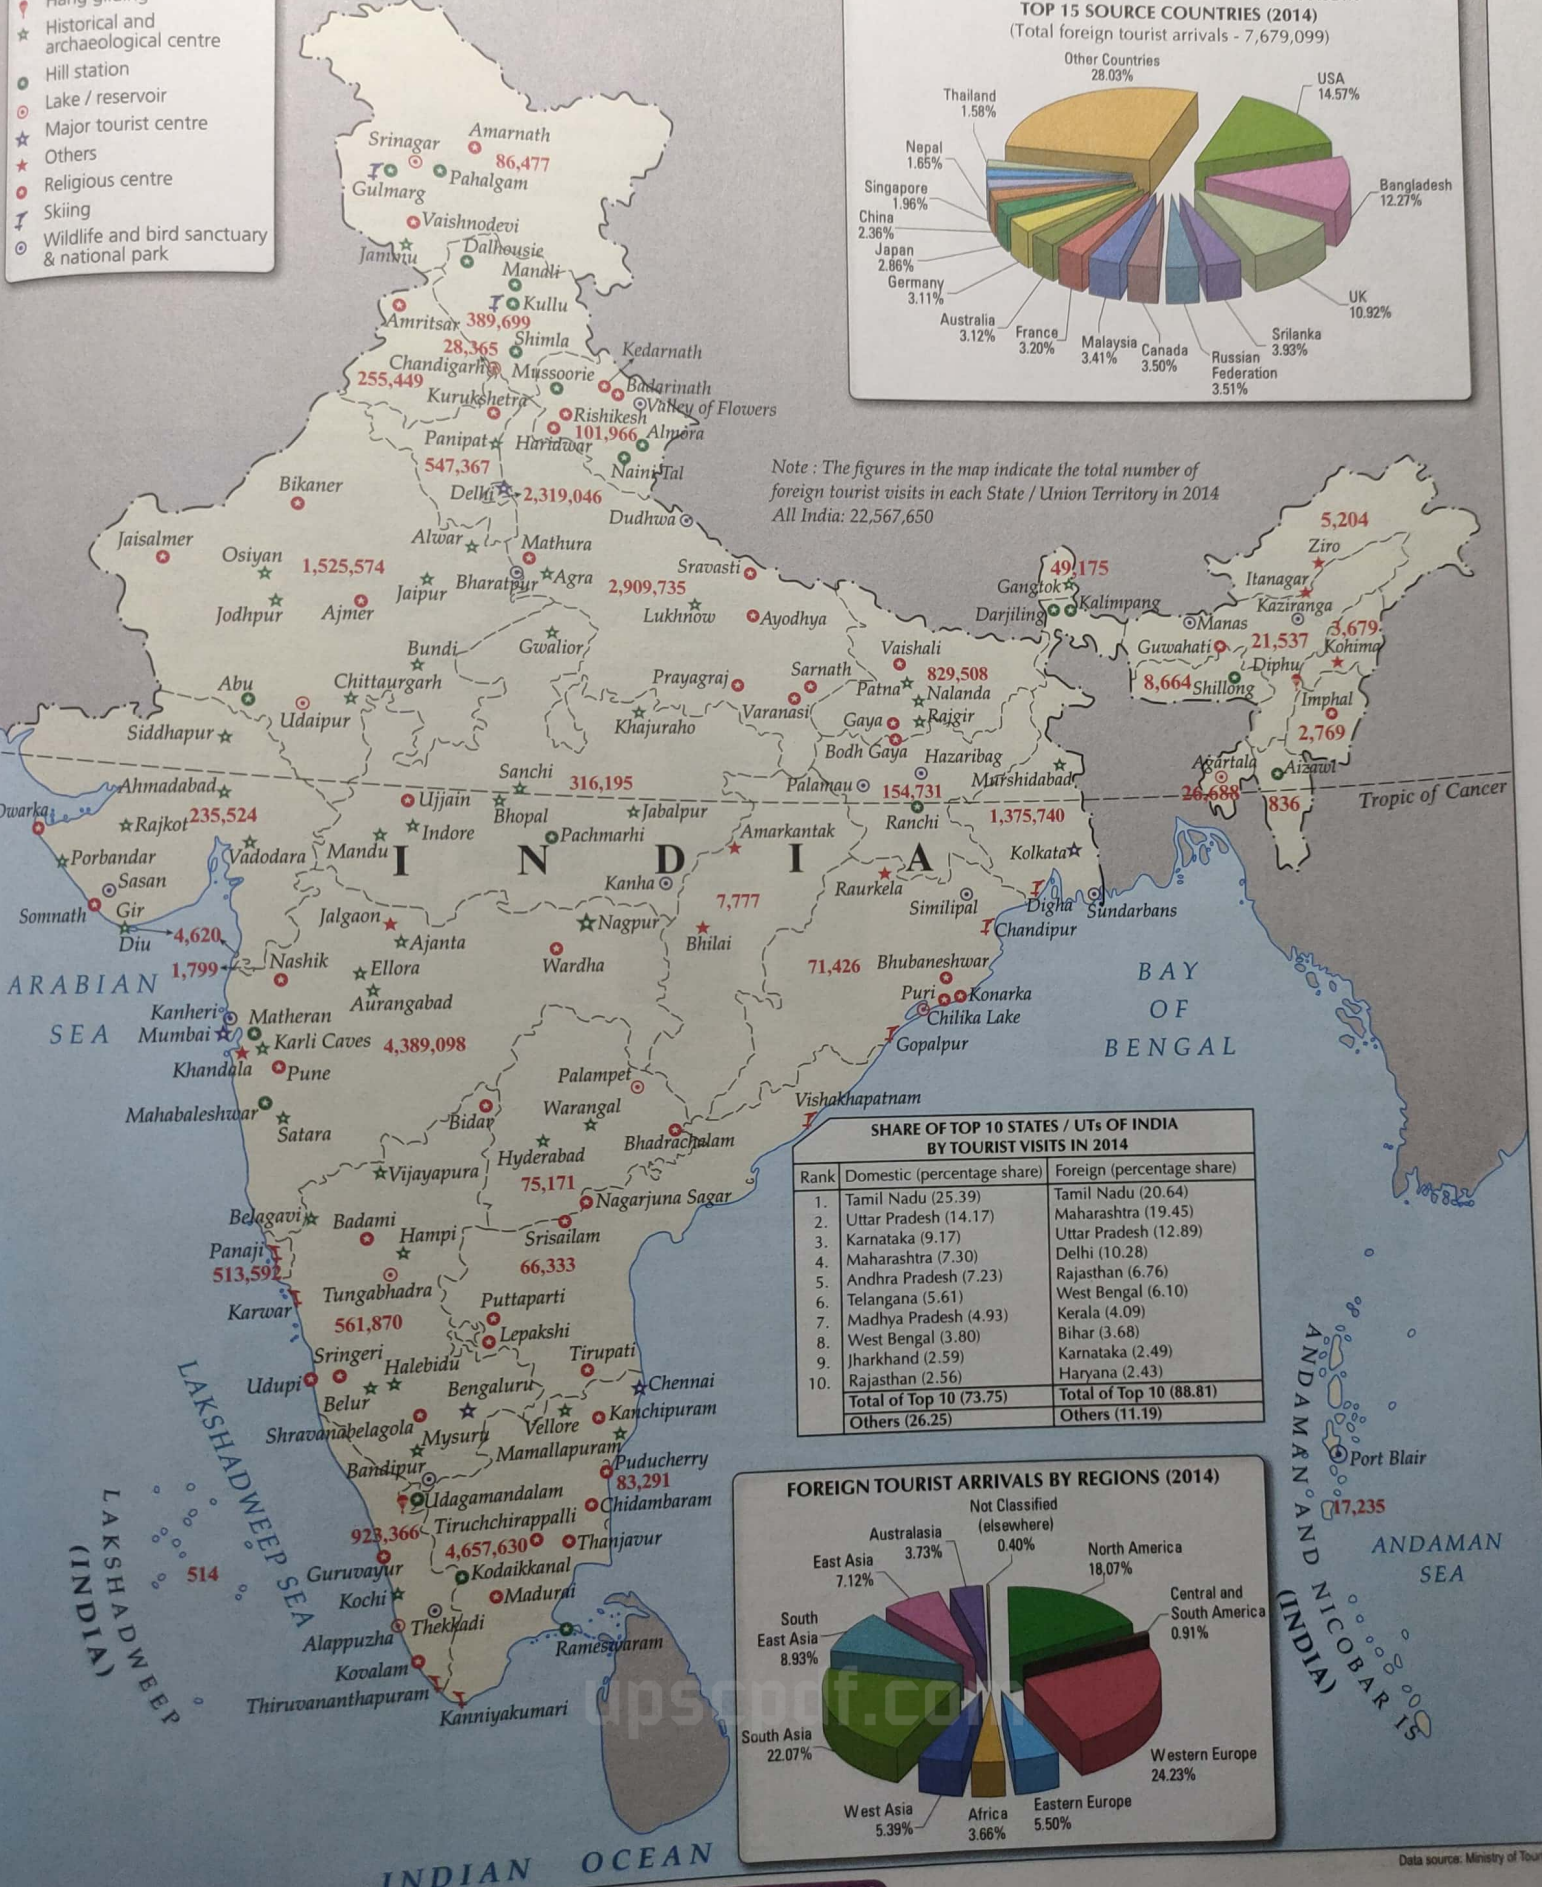 Historical and
archaeological centre
Hill station
Lake / reservoir
Major tourist centre
Others
Religious centre
Skiing
Wildlife and bird sanctuary
& national park
TOP 15 SOURCE COUNTRIES (2014)
(Total foreign tourist arrivals - 7,679,099)
Other Countries
28.03%
USA
14.57%
Thailand
1.58%
Nepal
1.65%
Bangladesh
12.27%
Singapore
1.96%
China
2.36%
Japan
2.86%
Germany
3.11%
UK
10.92%
Australia
3.12%
France
3.20%
Malaysia
3.41%
Canada
3.50%
Russian
Federation
3.51%
Srilanka
3.93%
Note : The figures in the map indicate the total number of
foreign tourist visits in each State / Union Territory in 2014
All India: 22,567,650
Srinagar
Amarnath
86,477
Gulmarg
Pahalgam
Vaishnodevi
Jammu
Dalhousie
Mandli
Kullu
Amritsar
389,699
28,365
Shimla
Chandigarh
Mussoorie
Kedarnath
255,449
Badarinath
Kurukshetra
Valley of Flowers
Rishikesh
Panipat
Haridwar
101,966
Almora
547,367
Naini Tal
Bikaner
Delhi
2,319,046
Dudhwa
Jaisalmer
Alwar
Mathura
Osiyan
1,525,574
Sravasti
Jaipur
Bharatpur
Agra
2,909,735
Jodhpur
Ajmer
Lukhnow
Ayodhya
Bundi
Gwalior
Vaishali
Abu
Chittaurgarh
Prayagraj
Sarnath
829,508
Patna
Nalanda
Udaipur
Varanasi
Siddhapur
Khajuraho
Gaya
Rajgir
Bodh Gaya
Hazaribag
5,204
Ziro
49,175
Gangtok
Itanagar
Darjiling
Kalimpang
Kaziranga
Manas
3,679
Guwahati
21,537
Kohima
Diphu
8,664
Shillong
Imphal
2,769
Agartala
Aizawl
26,688
836
Tropic of Cancer
Ahmadabad
Sanchi
316,195
Palamau
154,731
Murshidabad
Dwarka
Rajkot
235,524
Ujjain
Bhopal
Jabalpur
Ranchi
1,375,740
Indore
Pachmarhi
Amarkantak
Porbandar
Vadodara
Mandu
INDIA
Kolkata
Sasan
Kanha
Raurkela
Somnath
Gir
Jalgaon
7,777
Similipal
Digha
Sundarbans
Diu
4,620
Ajanta
Nagpur
Bhilai
Chandipur
1,799
Nashik
Ellora
Wardha
71,426
Bhubaneshwar
ARABIAN
SEA
Aurangabad
Puri
Konarka
Kanheri
Matheran
Chilika Lake
Mumbai
Karli Caves
4,389,098
Gopalpur
Khandala
Pune
Palampet
BAY
OF
BENGAL
Mahabaleshwar
Warangal
Vishakhapatnam
Satara
Bidar
Bhadrachalam
Hyderabad
Vijayapura
75,171
Nagarjuna Sagar
Belagavi
Badami
Hampi
Srisailam
Panaji
513,592
66,333
Tungabhadra
Karwar
Puttaparti
561,870
Lepakshi
Sringeri
Halebidu
Tirupati
Udupi
Bengaluru
Chennai
Belur
Shravanabelagola
Vellore
Kanchipuram
Mysuru
Mamallapuram
Bandipur
Puducherry
83,291
Udagamandalam
Chidambaram
923,366
Tiruchchirappalli
4,657,630
Thanjavur
Guruvayur
Kodaikkanal
Kochi
Madurai
Alappuzha
Thekkadi
Rameswaram
Kovalam
Thiruvananthapuram
Kanniyakumari
LAKSHADWEEP SEA
LAKSHADWEEP
(INDIA)
514
SHARE OF TOP 10 STATES / UTs OF INDIA
BY TOURIST VISITS IN 2014
Rank Domestic (percentage share) Foreign (percentage share)
1. Tamil Nadu (25.39) Tamil Nadu (20.64)
2. Uttar Pradesh (14.17) Maharashtra (19.45)
3. Karnataka (9.17) Uttar Pradesh (12.89)
4. Maharashtra (7.30) Delhi (10.28)
5. Andhra Pradesh (7.23) Rajasthan (6.76)
6. Telangana (5.61) West Bengal (6.10)
7. Madhya Pradesh (4.93) Kerala (4.09)
8. West Bengal (3.80) Bihar (3.68)
9. Jharkhand (2.59) Karnataka (2.49)
10. Rajasthan (2.56) Haryana (2.43)
Total of Top 10 (73.75) Total of Top 10 (88.81)
Others (26.25) Others (11.19)
FOREIGN TOURIST ARRIVALS BY REGIONS (2014)
Not Classified
(elsewhere)
0.40%
Australasia
3.73%
North America
18.07%
East Asia
7.12%
Central and
South America
0.91%
South
East Asia
8.93%
South Asia
22.07%
Western Europe
24.23%
West Asia
5.39%
Africa
3.66%
Eastern Europe
5.50%
ANDAMAN AND NICOBAR IS
(INDIA)
Port Blair
17,235
ANDAMAN
SEA
upscpdf.com
INDIAN OCEAN
Data source: Ministry of